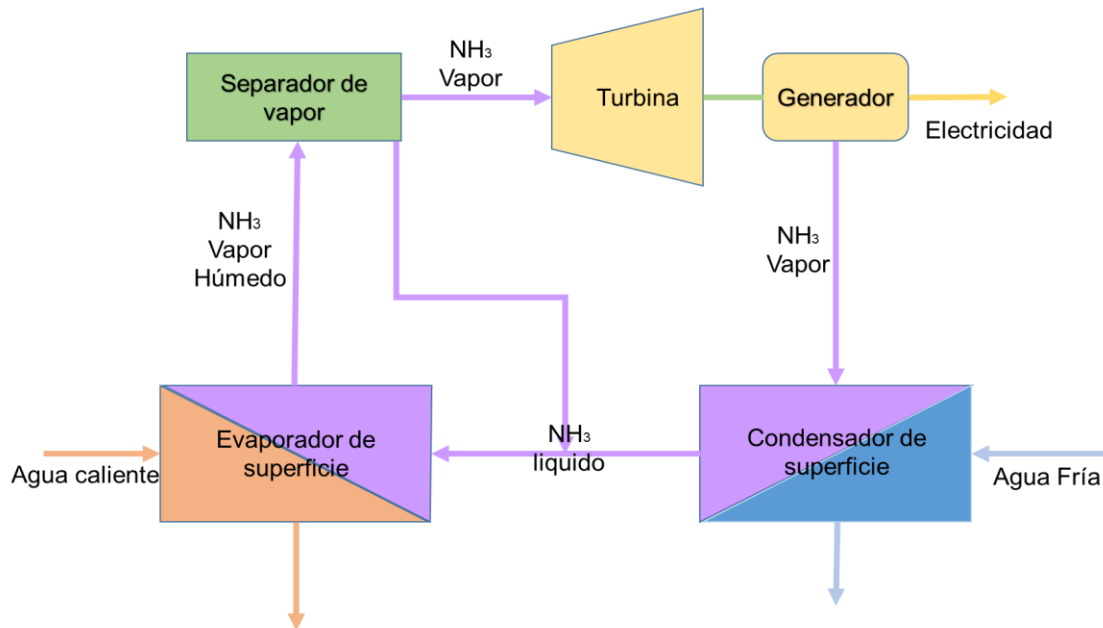 NH₃
Vapor
Separador de
vapor
Turbina
Generador
Electricidad
NH₃
Vapor
Húmedo
NH₃
Vapor
Evaporador de
superficie
NH₃
liquido
Condensador de
superficie
Agua caliente
Agua Fría